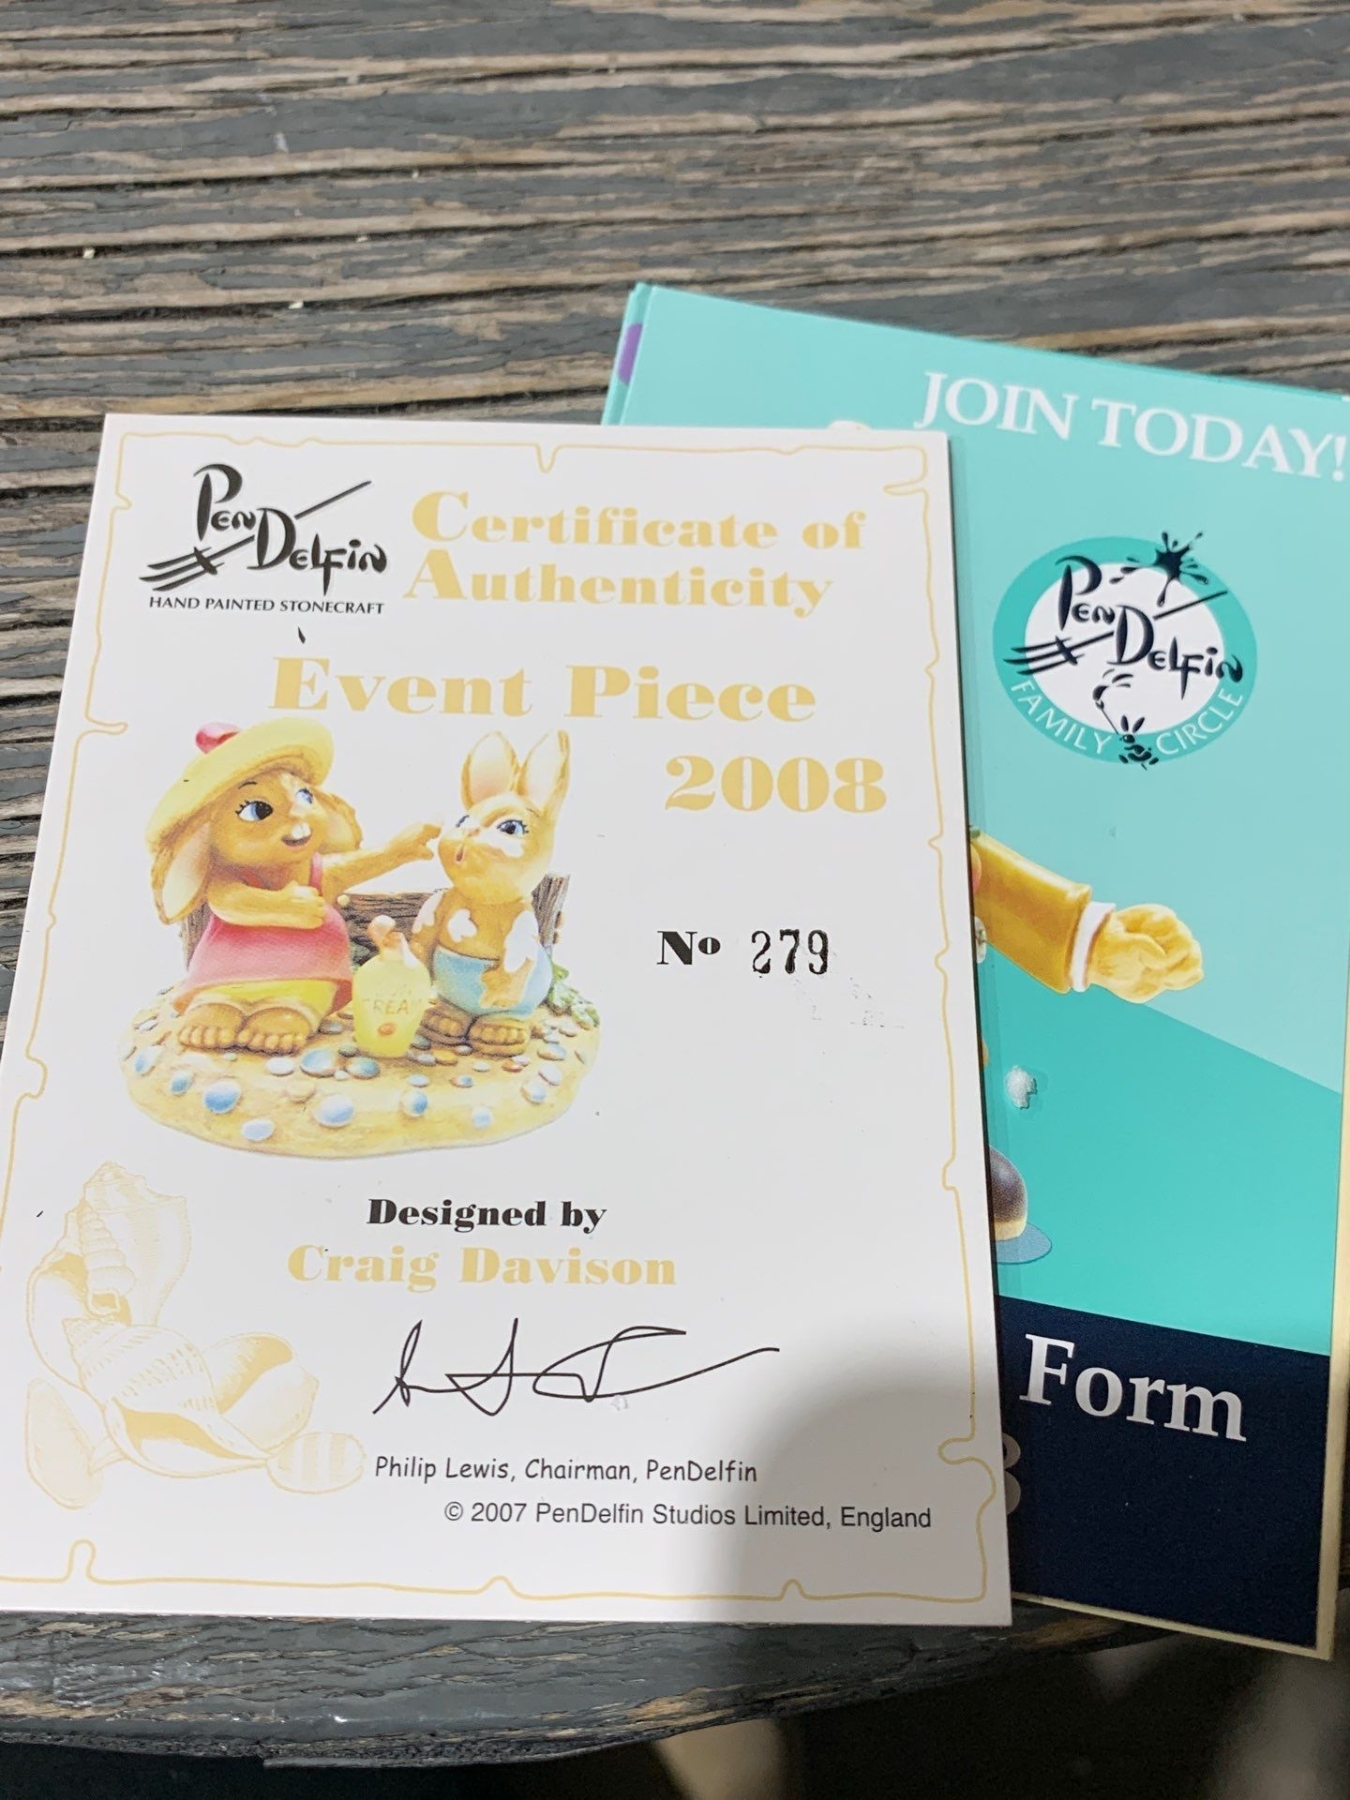 PenDelfin
HAND PAINTED STONECRAFT
Certificate of
Authenticity
Event Piece
2008
CREAM
No 279
Designed by
Craig Davison
Philip Lewis, Chairman, PenDelfin
© 2007 PenDelfin Studios Limited, England
JOIN TODAY!
PenDelfin
FAMILY CIRCLE
Form